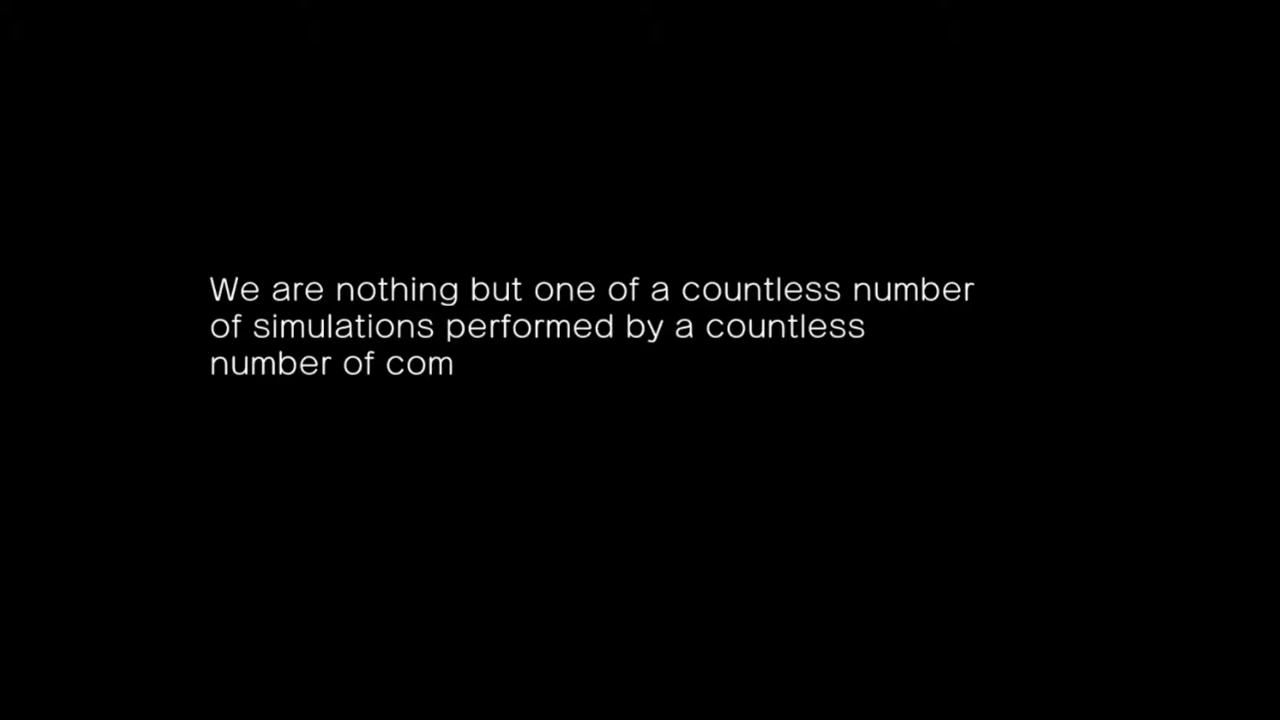 We are nothing but one of a countless number
of simulations performed by a countless
number of com